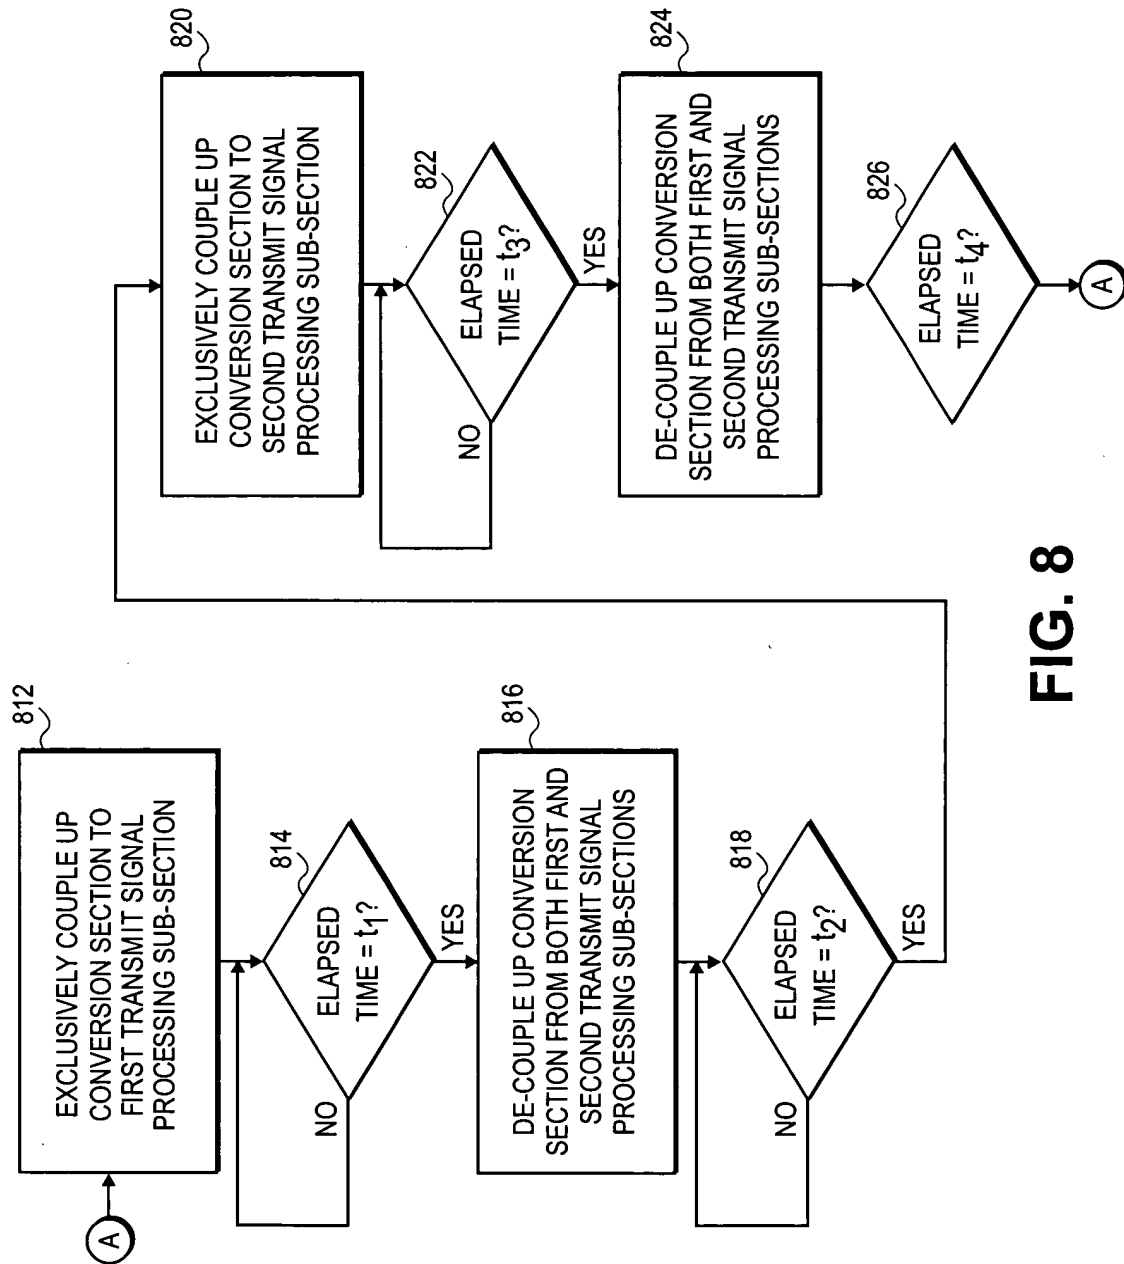 A
812
EXCLUSIVELY COUPLE UP
CONVERSION SECTION TO
FIRST TRANSMIT SIGNAL
PROCESSING SUB-SECTION
814
ELAPSED
TIME = t1?
NO
YES
816
DE-COUPLE UP CONVERSION
SECTION FROM BOTH FIRST AND
SECOND TRANSMIT SIGNAL
PROCESSING SUB-SECTIONS
818
ELAPSED
TIME = t2?
NO
YES
820
EXCLUSIVELY COUPLE UP
CONVERSION SECTION TO
SECOND TRANSMIT SIGNAL
PROCESSING SUB-SECTION
822
ELAPSED
TIME = t3?
NO
YES
824
DE-COUPLE UP CONVERSION
SECTION FROM BOTH FIRST AND
SECOND TRANSMIT SIGNAL
PROCESSING SUB-SECTIONS
826
ELAPSED
TIME = t4?
A
FIG. 8